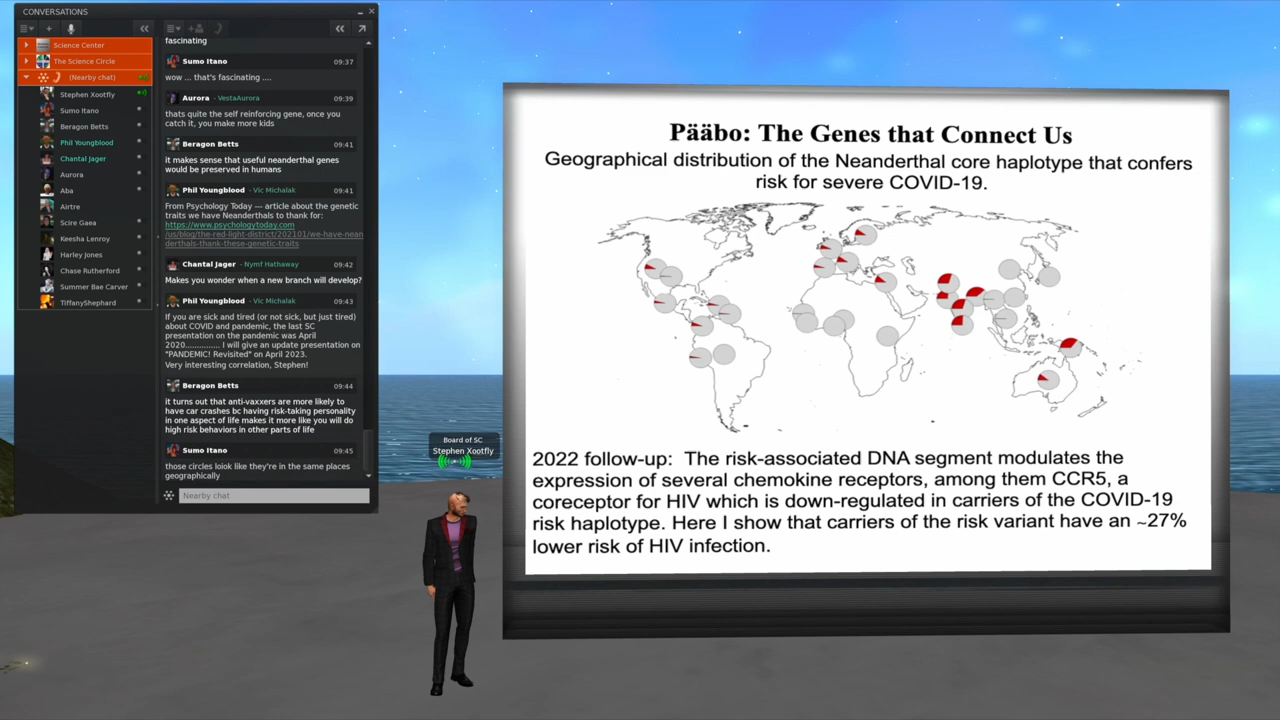 CONVERSATIONS
Science Center
The Science Circle
(Nearby chat)
Stephen Xootfly
Sumo Itano
Beragon Betts
Phil Youngblood
Chantal Jager
Aurora
Aba
Airtre
Scire Gaea
Keesha Lenroy
Harley Jones
Chase Rutherford
Summer Bae Carver
TiffanyShephard
fascinating
Sumo Itano 09:37
wow ... that's fascinating ....
Aurora - VestaAurora 09:39
thats quite the self reinforcing gene, once you
catch it, you make more kids
Beragon Betts 09:41
it makes sense that useful neanderthal genes
would be preserved in humans
Phil Youngblood - Vic Michalak 09:41
From Psychology Today --- article about the genetic
traits we have Neanderthals to thank for:
https://www.psychologytoday.com
/us/blog/the-red-light-district/202101/we-have-nean
derthals-thank-these-genetic-traits
Chantal Jager - Nymf Hathaway 09:42
Makes you wonder when a new branch will develop?
Phil Youngblood - Vic Michalak 09:43
If you are sick and tired (or not sick, but just tired)
about COVID and pandemic, the last SC
presentation on the pandemic was April
2020............... I will give an update presentation on
"PANDEMIC! Revisited" on April 2023.
Very interesting correlation, Stephen!
Beragon Betts 09:44
it turns out that anti-vaxxers are more likely to
have car crashes bc having risk-taking personality
in one aspect of life makes it more like you will do
high risk behaviors in other parts of life
Sumo Itano 09:45
those circles loiok like they're in the same places
geographically
Nearby chat
Board of SC
Stephen Xootfly
Pääbo: The Genes that Connect Us
Geographical distribution of the Neanderthal core haplotype that confers
risk for severe COVID-19.
2022 follow-up: The risk-associated DNA segment modulates the
expression of several chemokine receptors, among them CCR5, a
coreceptor for HIV which is down-regulated in carriers of the COVID-19
risk haplotype. Here I show that carriers of the risk variant have an ~27%
lower risk of HIV infection.